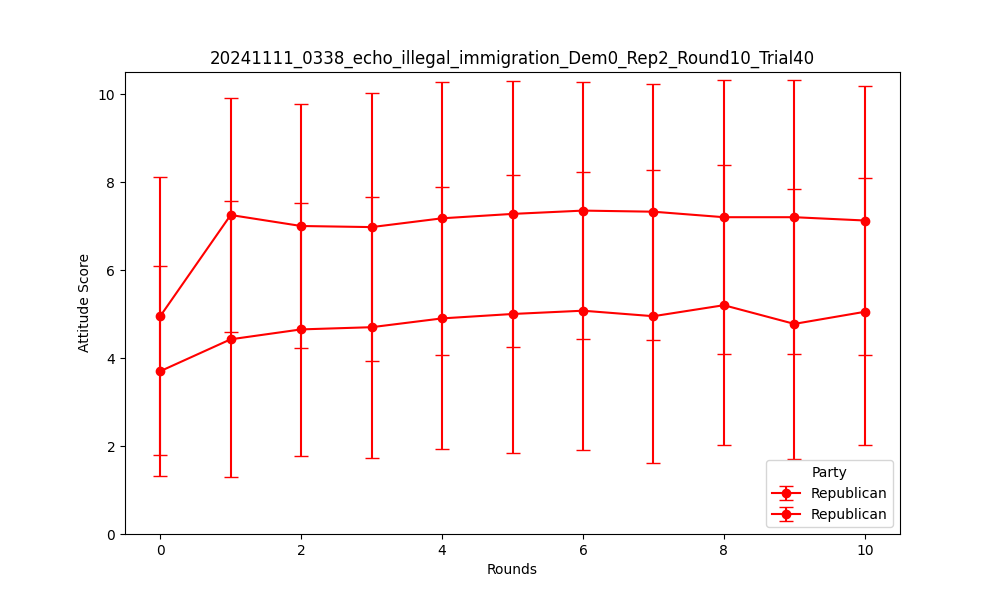 20241111_0338_echo_illegal_immigration_Dem0_Rep2_Round10_Trial40
Attitude Score
10
8
6
4
2
0
0 2 4 6 8 10
Rounds
Party
Republican
Republican